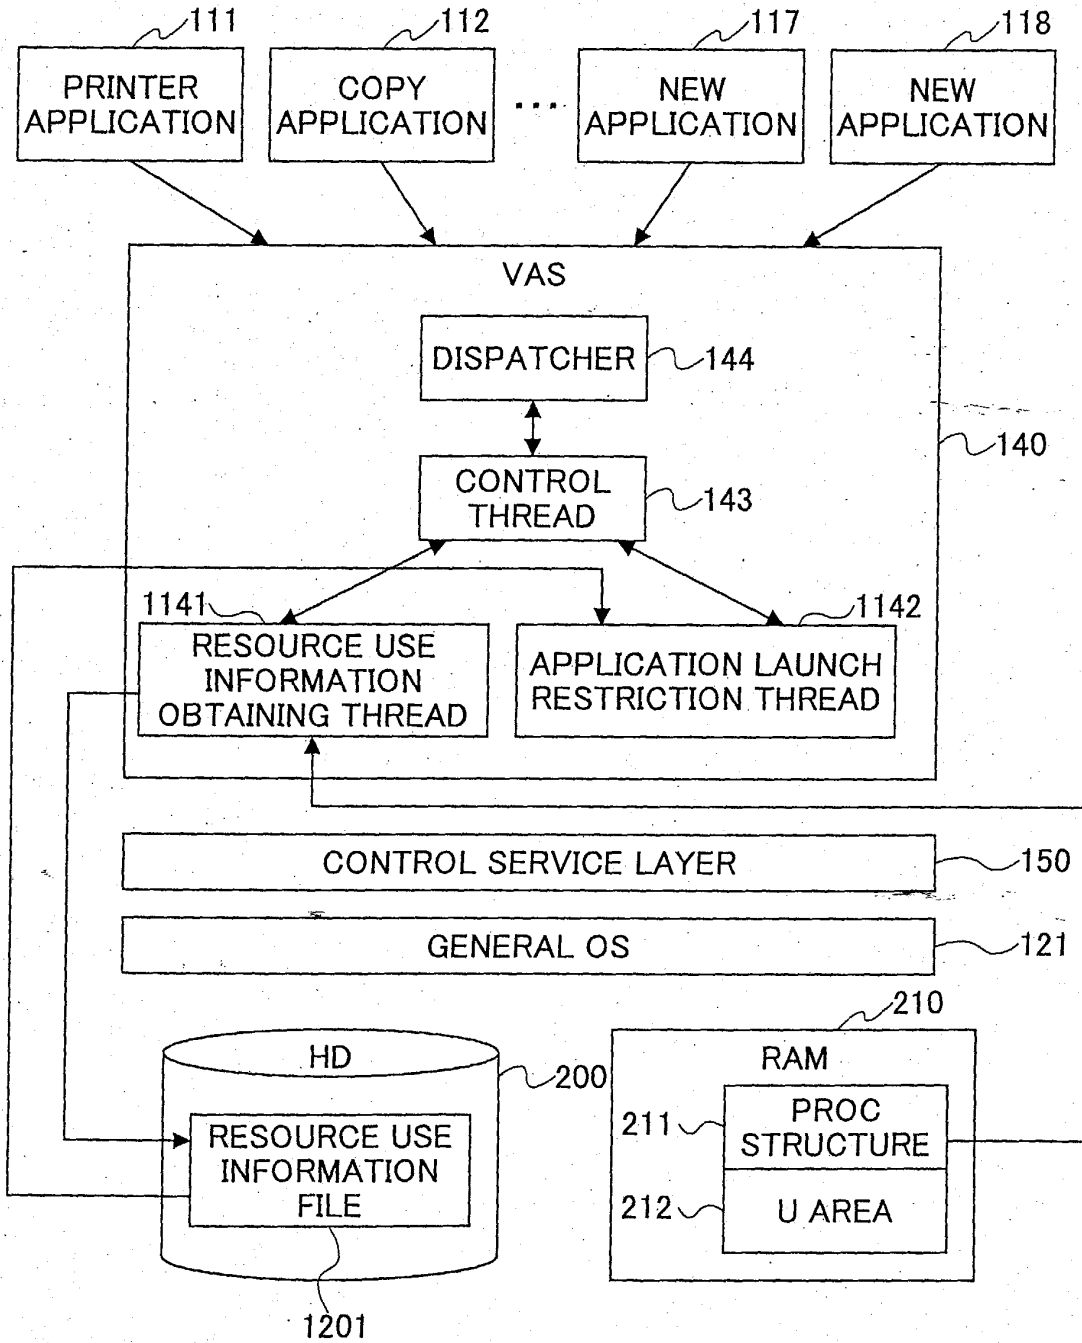 111
112
117
118
PRINTER
APPLICATION
COPY
APPLICATION
...
NEW
APPLICATION
NEW
APPLICATION
VAS
DISPATCHER
144
140
CONTROL
THREAD
143
1141
1142
RESOURCE USE
INFORMATION
OBTAINING THREAD
APPLICATION LAUNCH
RESTRICTION THREAD
CONTROL SERVICE LAYER
150
GENERAL OS
121
210
HD
200
RAM
RESOURCE USE
INFORMATION
FILE
211
PROC
STRUCTURE
212
U AREA
1201